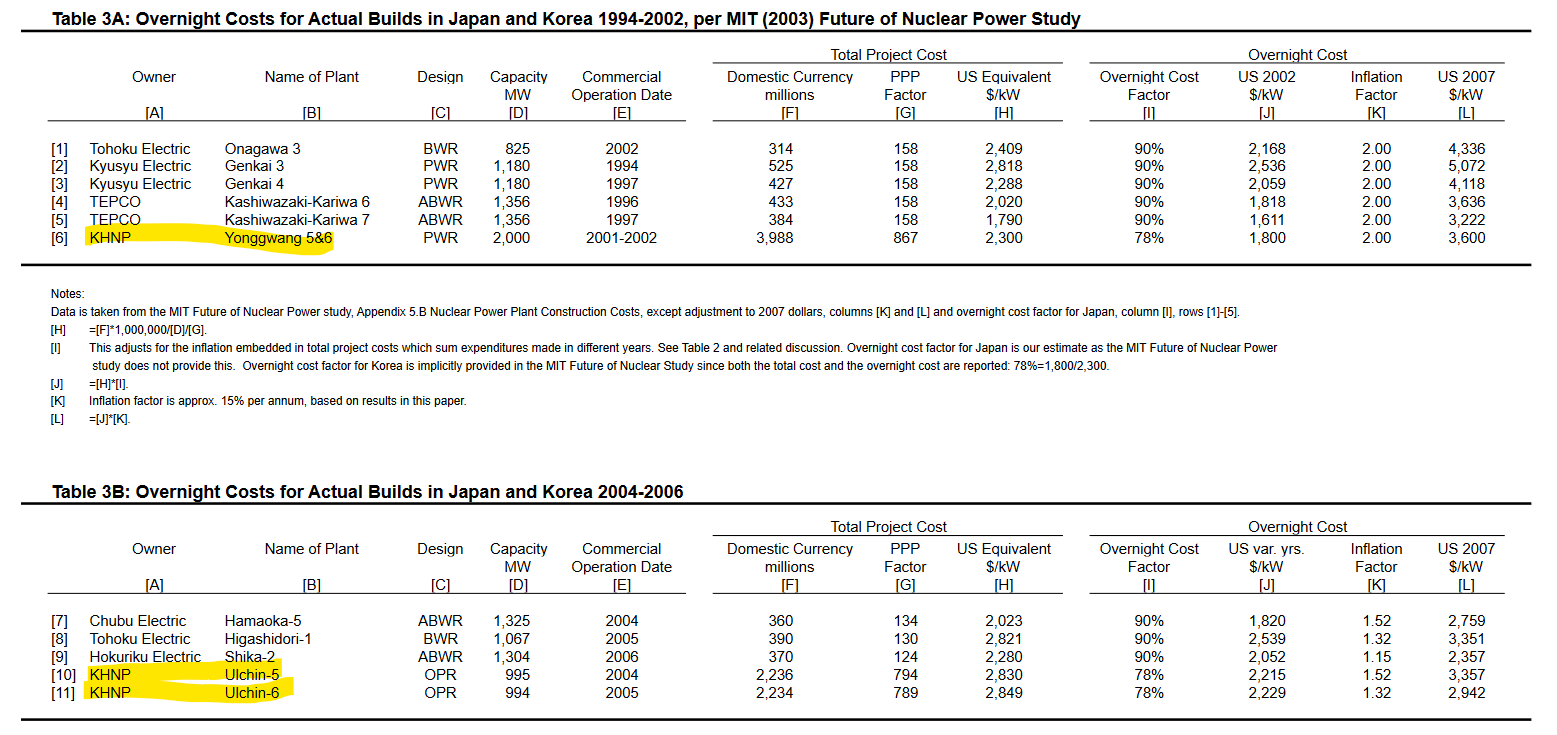 Table 3A: Overnight Costs for Actual Builds in Japan and Korea 1994-2002, per MIT (2003) Future of Nuclear Power Study
Total Project Cost Overnight Cost
Owner Name of Plant Design Capacity Commercial Domestic Currency PPP US Equivalent Overnight Cost US 2002 Inflation US 2007
MW Operation Date millions Factor $/kW Factor $/kW Factor $/kW
[A] [B] [C] [D] [E] [F] [G] [H] [I] [J] [K] [L]
[1] Tohoku Electric Onagawa 3 BWR 825 2002 314 158 2,409 90% 2,168 2.00 4,336
[2] Kyusyu Electric Genkai 3 PWR 1,180 1994 525 158 2,818 90% 2,536 2.00 5,072
[3] Kyusyu Electric Genkai 4 PWR 1,180 1997 427 158 2,288 90% 2,059 2.00 4,118
[4] TEPCO Kashiwazaki-Kariwa 6 ABWR 1,356 1996 433 158 2,020 90% 1,818 2.00 3,636
[5] TEPCO Kashiwazaki-Kariwa 7 ABWR 1,356 1997 384 158 1,790 90% 1,611 2.00 3,222
[6] KHNP Yonggwang 5&6 PWR 2,000 2001-2002 3,988 867 2,300 78% 1,800 2.00 3,600
Notes:
Data is taken from the MIT Future of Nuclear Power study, Appendix 5.B Nuclear Power Plant Construction Costs, except adjustment to 2007 dollars, columns [K] and [L] and overnight cost factor for Japan, column [I], rows [1]-[5].
[H] =[F]*1,000,000/[D]/[G].
[I] This adjusts for the inflation embedded in total project costs which sum expenditures made in different years. See Table 2 and related discussion. Overnight cost factor for Japan is our estimate as the MIT Future of Nuclear Power
study does not provide this. Overnight cost factor for Korea is implicitly provided in the MIT Future of Nuclear Study since both the total cost and the overnight cost are reported: 78%=1,800/2,300.
[J] =[H]*[I].
[K] Inflation factor is approx. 15% per annum, based on results in this paper.
[L] =[J]*[K].
Table 3B: Overnight Costs for Actual Builds in Japan and Korea 2004-2006
Total Project Cost Overnight Cost
Owner Name of Plant Design Capacity Commercial Domestic Currency PPP US Equivalent Overnight Cost US var. yrs. Inflation US 2007
MW Operation Date millions Factor $/kW Factor $/kW Factor $/kW
[A] [B] [C] [D] [E] [F] [G] [H] [I] [J] [K] [L]
[7] Chubu Electric Hamaoka-5 ABWR 1,325 2004 360 134 2,023 90% 1,820 1.52 2,759
[8] Tohoku Electric Higashidori-1 BWR 1,067 2005 390 130 2,821 90% 2,539 1.32 3,351
[9] Hokuriku Electric Shika-2 ABWR 1,304 2006 370 124 2,280 90% 2,052 1.15 2,357
[10] KHNP Ulchin-5 OPR 995 2004 2,236 794 2,830 78% 2,215 1.52 3,357
[11] KHNP Ulchin-6 OPR 994 2005 2,234 789 2,849 78% 2,229 1.32 2,942